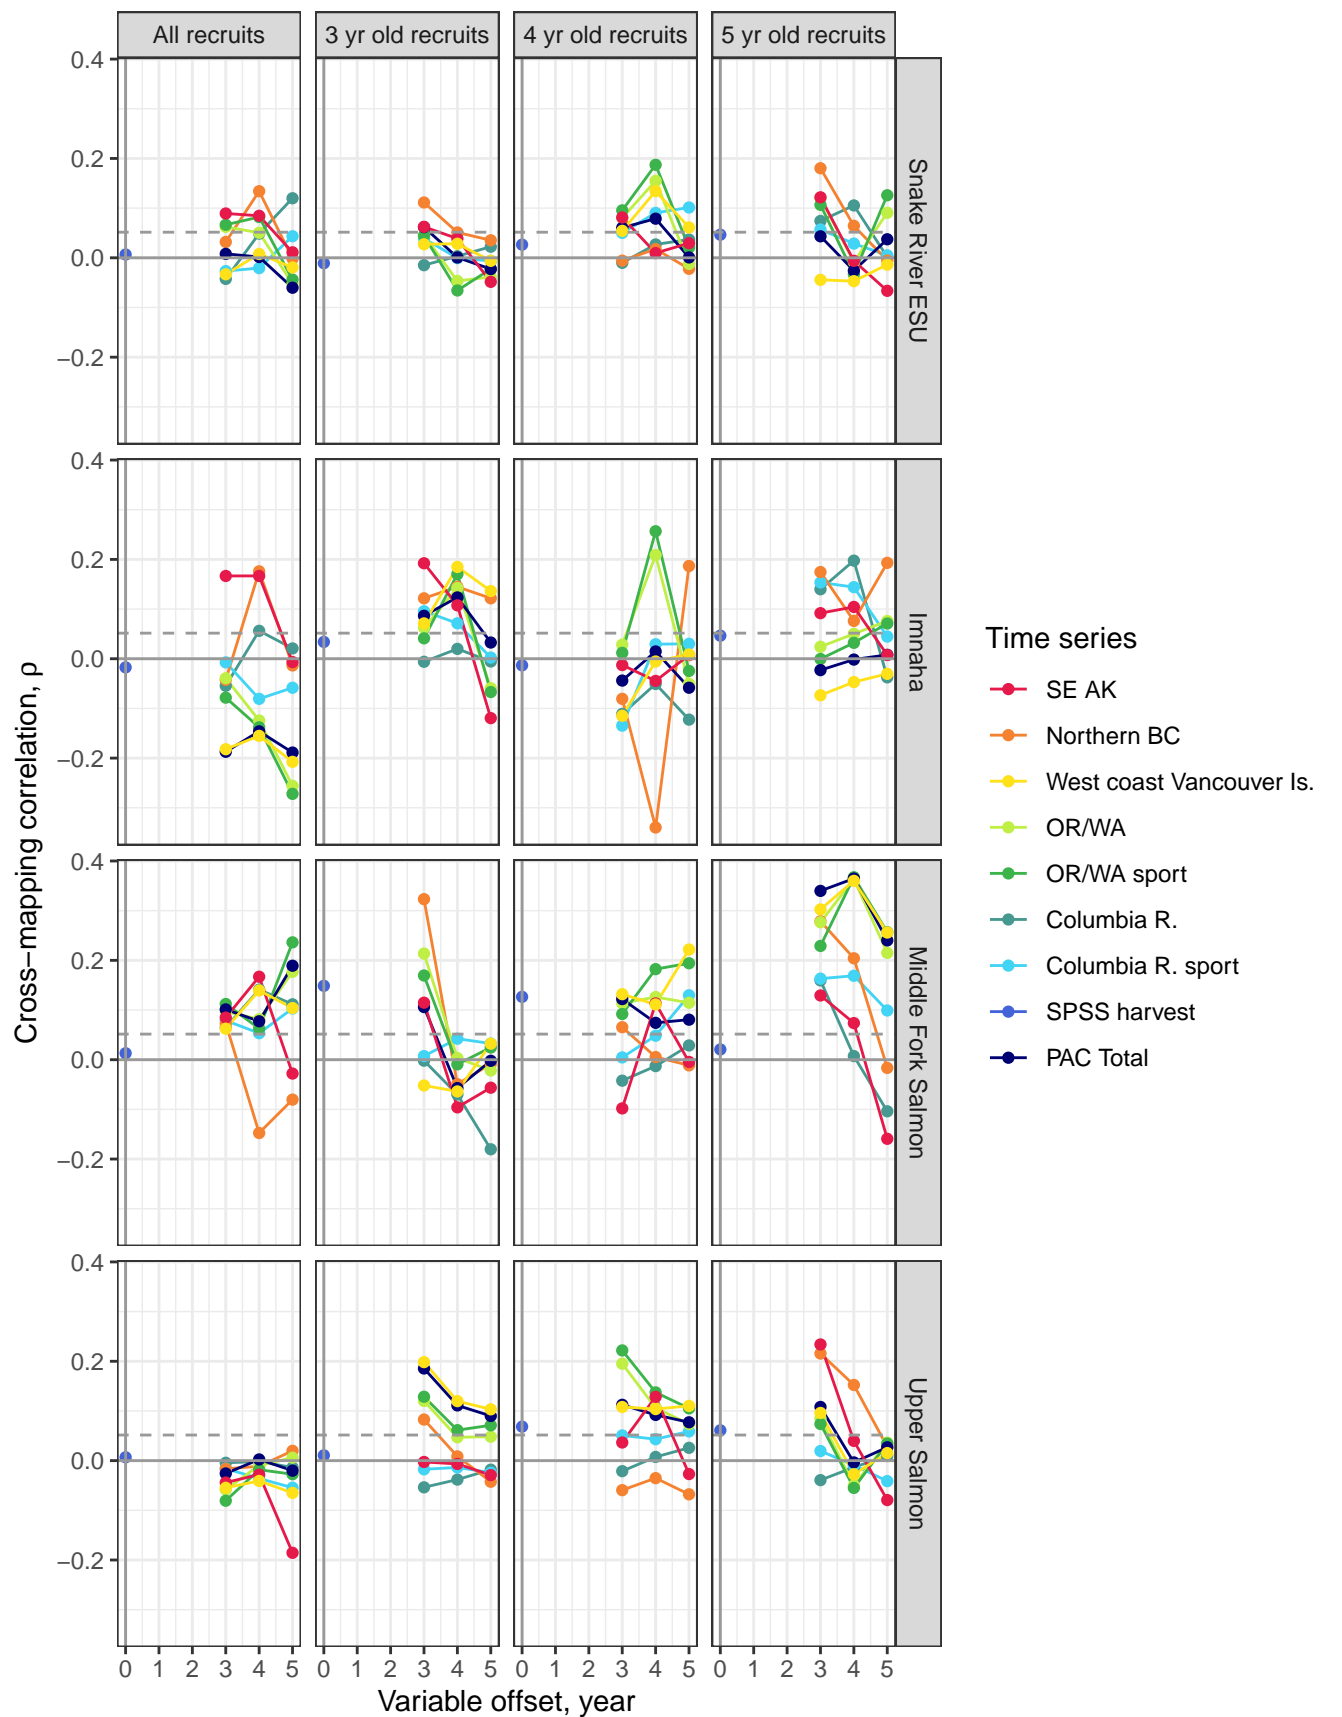 All recruits 3 yr old recruits 4 yr old recruits 5 yr old recruits
0.4
0.2
0.0
−0.2
Snake River ESU
0.4
0.2
0.0
−0.2
Imnaha
0.4
0.2
0.0
−0.2
Middle Fork Salmon
0.4
0.2
0.0
−0.2
Upper Salmon
0 1 2 3 4 5 0 1 2 3 4 5 0 1 2 3 4 5 0 1 2 3 4 5
Variable offset, year
Cross−mapping correlation, ρ
Time series
SE AK
Northern BC
West coast Vancouver Is.
OR/WA
OR/WA sport
Columbia R.
Columbia R. sport
SPSS harvest
PAC Total